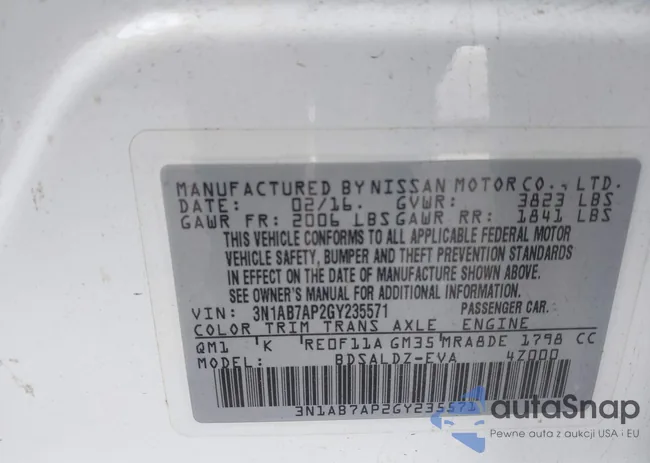 MANUFACTURED BY NISSAN MOTOR CO., LTD.
DATE: 02/16. GVWR: 3823 LBS
GAWR FR: 2006 LBS GAWR RR: 1841 LBS
THIS VEHICLE CONFORMS TO ALL APPLICABLE FEDERAL MOTOR
VEHICLE SAFETY, BUMPER AND THEFT PREVENTION STANDARDS
IN EFFECT ON THE DATE OF MANUFACTURE SHOWN ABOVE.
SEE OWNER'S MANUAL FOR ADDITIONAL INFORMATION.
VIN: 3N1AB7AP2GY235571 PASSENGER CAR
COLOR TRIM TRANS AXLE ENGINE
QM1 K RE0F11A GM35 MRA8DE 1798 CC
MODEL: BDSALDZ-EVA 4Z000
3N1AB7AP2GY235571
autoSnap
Pewne auta z aukcji USA i EU